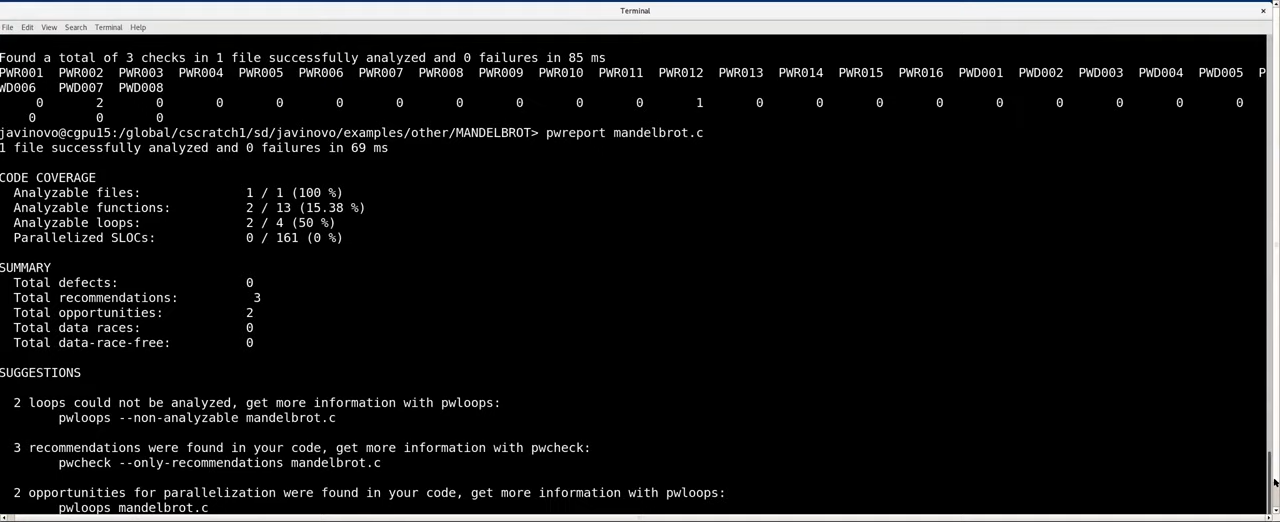 Terminal
File Edit View Search Terminal Help
Found a total of 3 checks in 1 file successfully analyzed and 0 failures in 85 ms
PWR001 PWR002 PWR003 PWR004 PWR005 PWR006 PWR007 PWR008 PWR009 PWR010 PWR011 PWR012 PWR013 PWR014 PWR015 PWR016 PWD001 PWD002 PWD003 PWD004 PWD005 P
WD006 PWD007 PWD008
0 2 0 0 0 0 0 0 0 0 0 1 0 0 0 0 0 0 0 0 0
0 0 0
javinovo@cgpu15:/global/cscratch1/sd/javinovo/examples/other/MANDELBROT> pwreport mandelbrot.c
1 file successfully analyzed and 0 failures in 69 ms
CODE COVERAGE
Analyzable files: 1 / 1 (100 %)
Analyzable functions: 2 / 13 (15.38 %)
Analyzable loops: 2 / 4 (50 %)
Parallelized SLOCs: 0 / 161 (0 %)
SUMMARY
Total defects: 0
Total recommendations: 3
Total opportunities: 2
Total data races: 0
Total data-race-free: 0
SUGGESTIONS
2 loops could not be analyzed, get more information with pwloops:
pwloops --non-analyzable mandelbrot.c
3 recommendations were found in your code, get more information with pwcheck:
pwcheck --only-recommendations mandelbrot.c
2 opportunities for parallelization were found in your code, get more information with pwloops:
pwloops mandelbrot.c